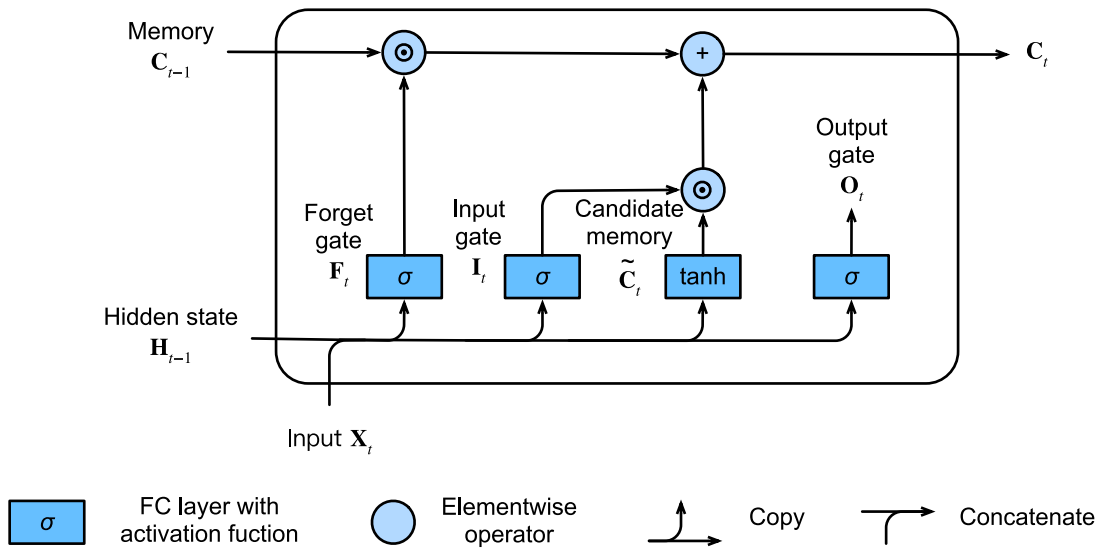 Memory
C_{t−1}
⊙
+
C_t
Output
gate
O_t
⊙
Forget
gate
F_t
Input
gate
I_t
Candidate
memory
C̃_t
σ
σ
tanh
σ
Hidden state
H_{t−1}
Input X_t
σ
FC layer with
activation fuction
Elementwise
operator
Copy
Concatenate